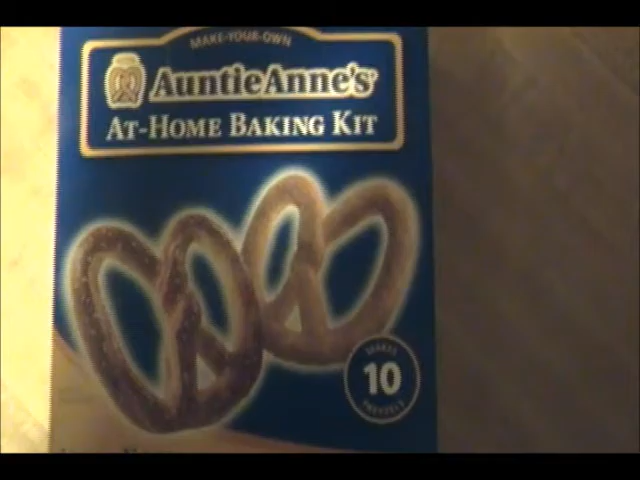 MAKE-YOUR-OWN
AuntieAnne's
AT-HOME BAKING KIT
MAKES
10
PRETZELS